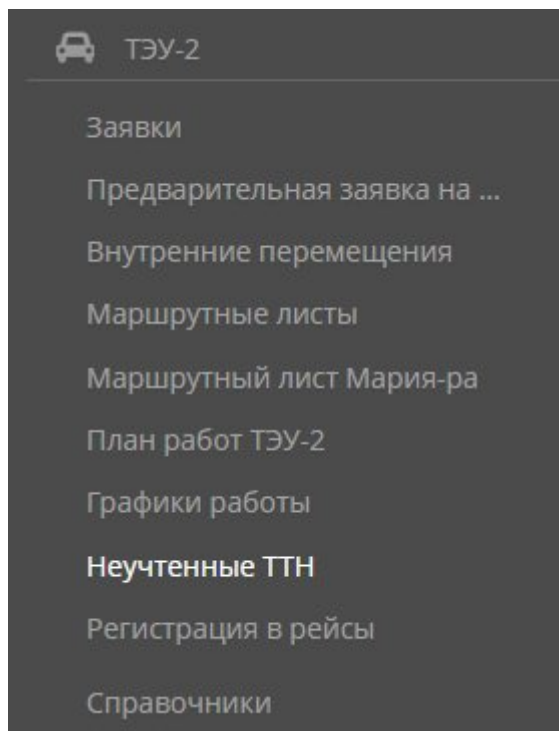 ТЭУ-2
Заявки
Предварительная заявка на ...
Внутренние перемещения
Маршрутные листы
Маршрутный лист Мария-ра
План работ ТЭУ-2
Графики работы
Неучтенные ТТН
Регистрация в рейсы
Справочники